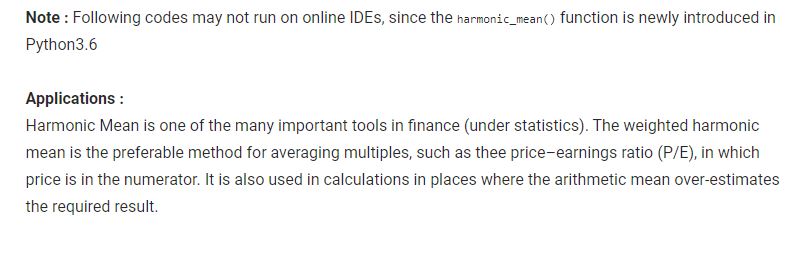 Note : Following codes may not run on online IDEs, since the harmonic_mean() function is newly introduced in
Python3.6
Applications :
Harmonic Mean is one of the many important tools in finance (under statistics). The weighted harmonic
mean is the preferable method for averaging multiples, such as thee price–earnings ratio (P/E), in which
price is in the numerator. It is also used in calculations in places where the arithmetic mean over-estimates
the required result.